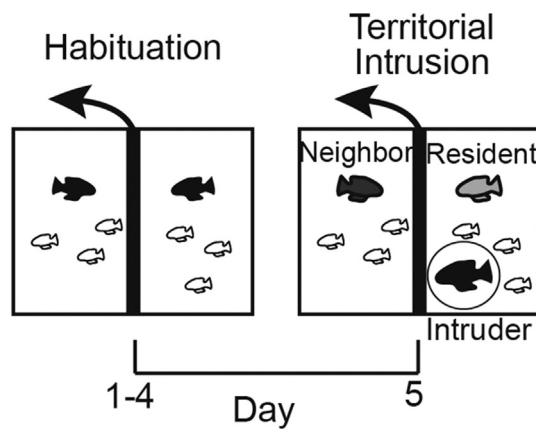 Habituation
Territorial
Intrusion
Neighbor
Resident
Intruder
1-4
5
Day